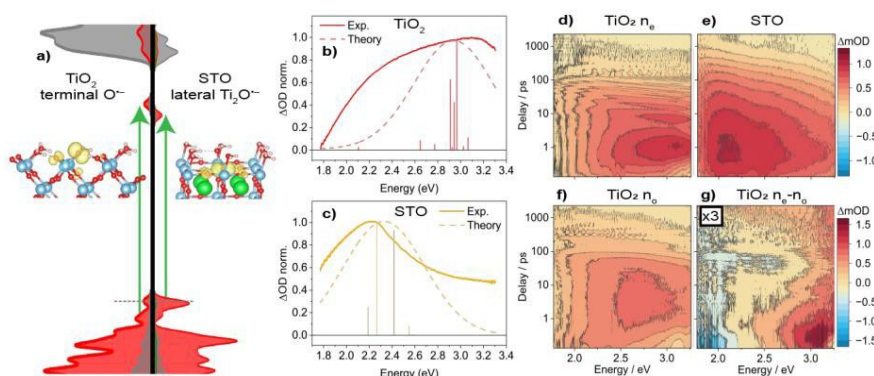 a)
TiO₂
terminal O•−
STO
lateral Ti₂O•−
b)
Exp.
Theory
TiO₂
ΔOD norm.
1.0
0.8
0.6
0.4
0.2
0.0
1.8 2.0 2.2 2.4 2.6 2.8 3.0 3.2 3.4
Energy (eV)
c)
STO
Exp.
Theory
ΔOD norm.
1.0
0.8
0.6
0.4
0.2
0.0
1.8 2.0 2.2 2.4 2.6 2.8 3.0 3.2 3.4
Energy (eV)
d) TiO₂ nₑ
e) STO
Delay / ps
1000
100
10
1
ΔmOD
1.0
0.5
0.0
-0.5
-1.0
f) TiO₂ nₒ
g) TiO₂ nₑ-nₒ
x3
Delay / ps
1000
100
10
1
2.0 2.5 3.0
Energy / eV
2.0 2.5 3.0
Energy / eV
ΔmOD
1.5
1.0
0.5
0.0
-0.5
-1.0
-1.5